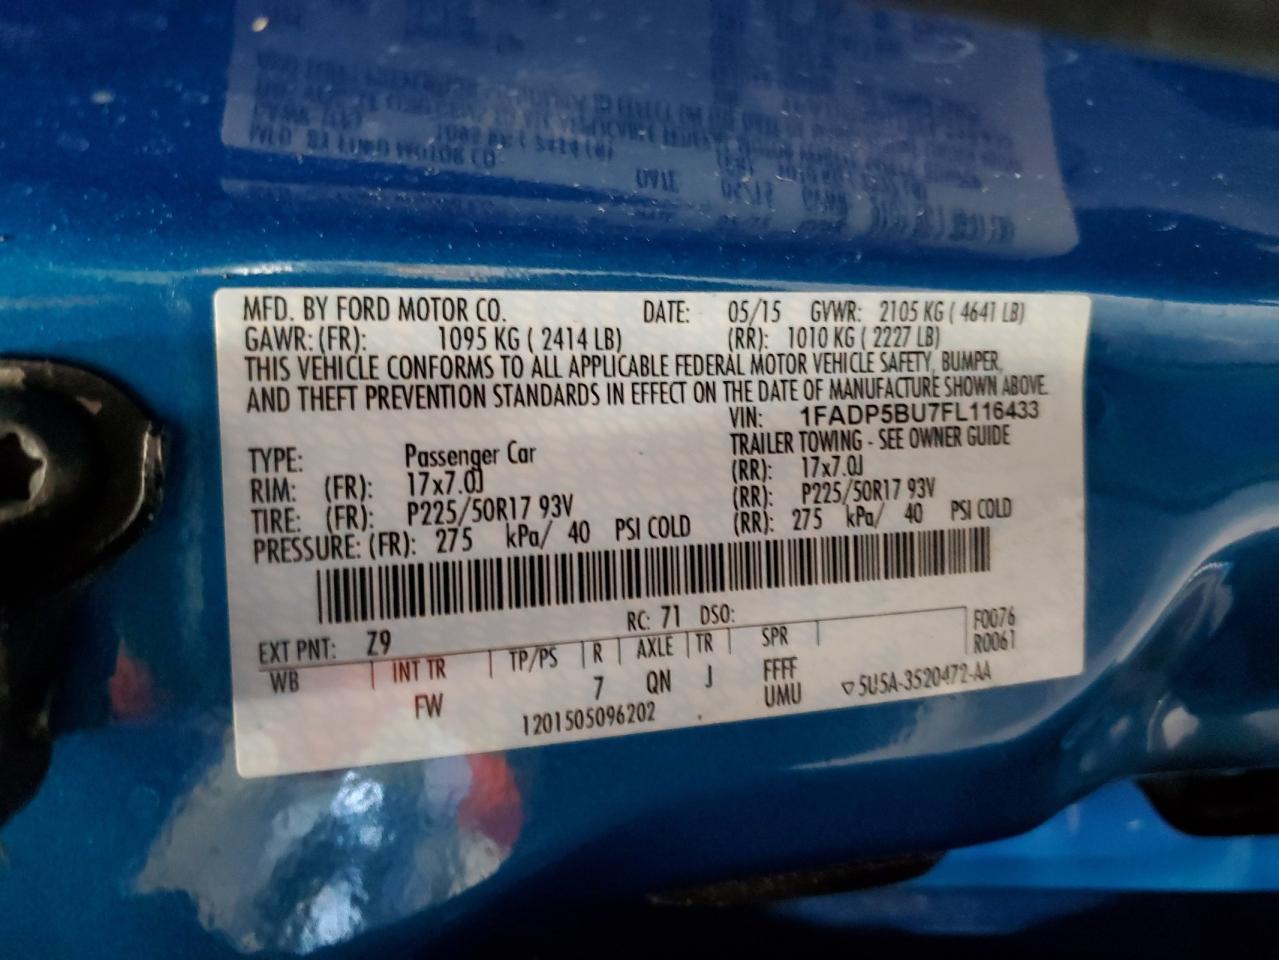 MFD. BY FORD MOTOR CO. DATE: 05/15 GVWR: 2105 KG ( 4641 LB)
GAWR: (FR): 1095 KG ( 2414 LB) (RR): 1010 KG ( 2227 LB)
THIS VEHICLE CONFORMS TO ALL APPLICABLE FEDERAL MOTOR VEHICLE SAFETY, BUMPER,
AND THEFT PREVENTION STANDARDS IN EFFECT ON THE DATE OF MANUFACTURE SHOWN ABOVE.
VIN: 1FADP5BU7FL116433
TYPE: Passenger Car TRAILER TOWING - SEE OWNER GUIDE
RIM: (FR): 17x7.0J (RR): 17x7.0J
TIRE: (FR): P225/50R17 93V (RR): P225/50R17 93V
PRESSURE: (FR): 275 kPa/ 40 PSI COLD (RR): 275 kPa/ 40 PSI COLD
EXT PNT: Z9 RC: 71 DSO: F0076
WB INT TR TP/PS R AXLE TR SPR R0061
FW 7 QN J FFFF
1201505096202 . UMU 5U5A-3520472-AA